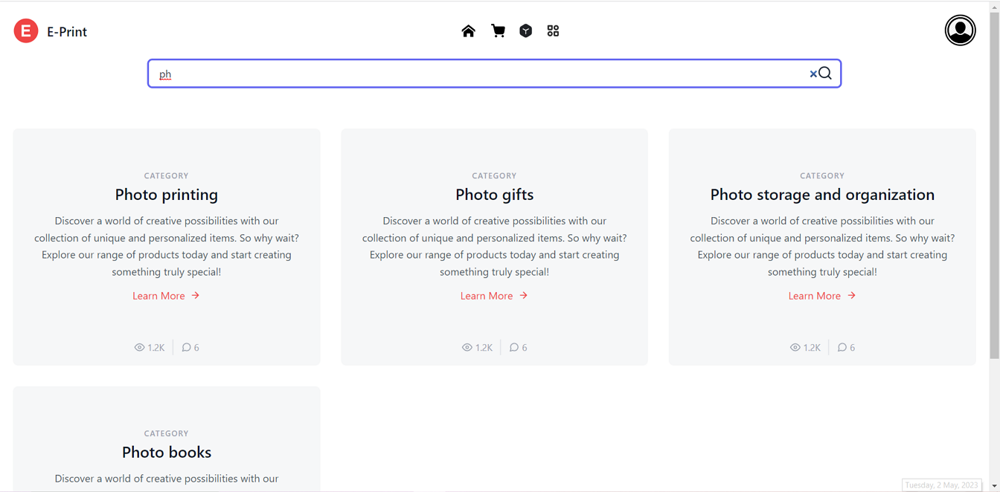 E E-Print
ph
CATEGORY
Photo printing
Discover a world of creative possibilities with our
collection of unique and personalized items. So why wait?
Explore our range of products today and start creating
something truly special!
Learn More
1.2K 6
CATEGORY
Photo gifts
Discover a world of creative possibilities with our
collection of unique and personalized items. So why wait?
Explore our range of products today and start creating
something truly special!
Learn More
1.2K 6
CATEGORY
Photo storage and organization
Discover a world of creative possibilities with our
collection of unique and personalized items. So why wait?
Explore our range of products today and start creating
something truly special!
Learn More
1.2K 6
CATEGORY
Photo books
Discover a world of creative possibilities with our
Tuesday, 2 May, 2023